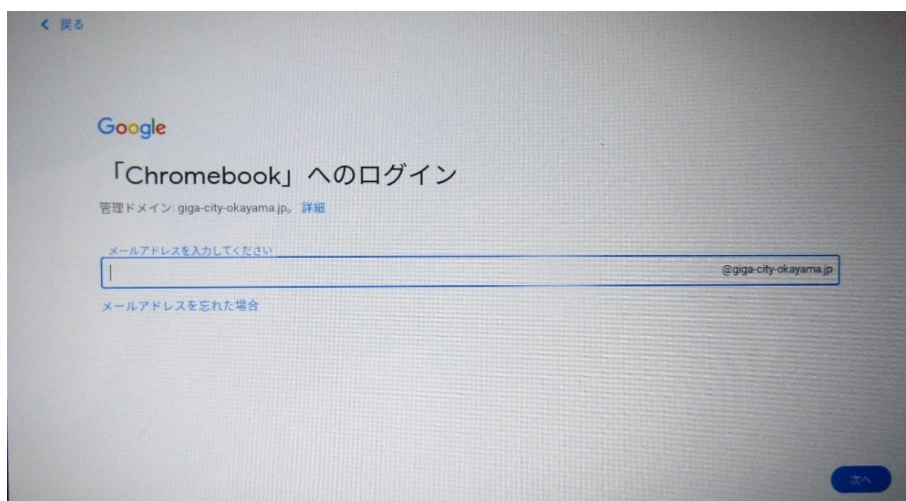 戻る
Google
「Chromebook」へのログイン
管理ドメイン: giga-city-okayama.jp。 詳細
メールアドレスを入力してください
@giga-city-okayama.jp
メールアドレスを忘れた場合
次へ